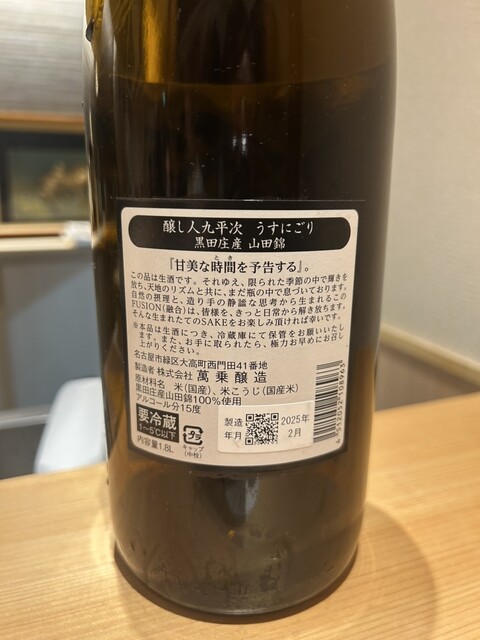 醸し人九平次 うすにごり
黒田庄産 山田錦
『甘美な時間を予告する』。
とき
この品は生酒です。それゆえ、限られた季節の中で輝きを
放ち、天地のリズムと共に、まだ瓶の中で息づいております。
自然の摂理と、造り手の静謐な思考から生まれるこの
FUSION(融合)は、皆様を、きっと日常から解き放ちます。
そんな生まれたてのSAKEをお楽しみ頂ければ幸いです。
※本品は生酒につき、冷蔵庫にて保管をお願いいたし
ます。また、お手に取られたら、極力お早めにお召し
上がりください。
名古屋市緑区大高町西門田41番地
製造者 株式会社 萬乗醸造
原材料名 米(国産)、米こうじ(国産米)
黒田庄産山田錦100%使用
アルコール分15度
要冷蔵
1~5℃以下
内容量1.8L
キャップ
(中栓)
製造
年月
2025年
2月